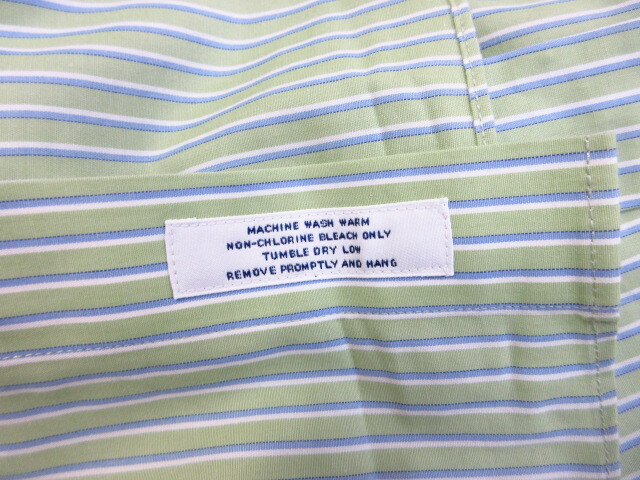 MACHINE WASH WARM
NON-CHLORINE BLEACH ONLY
TUMBLE DRY LOW
REMOVE PROMPTLY AND HANG